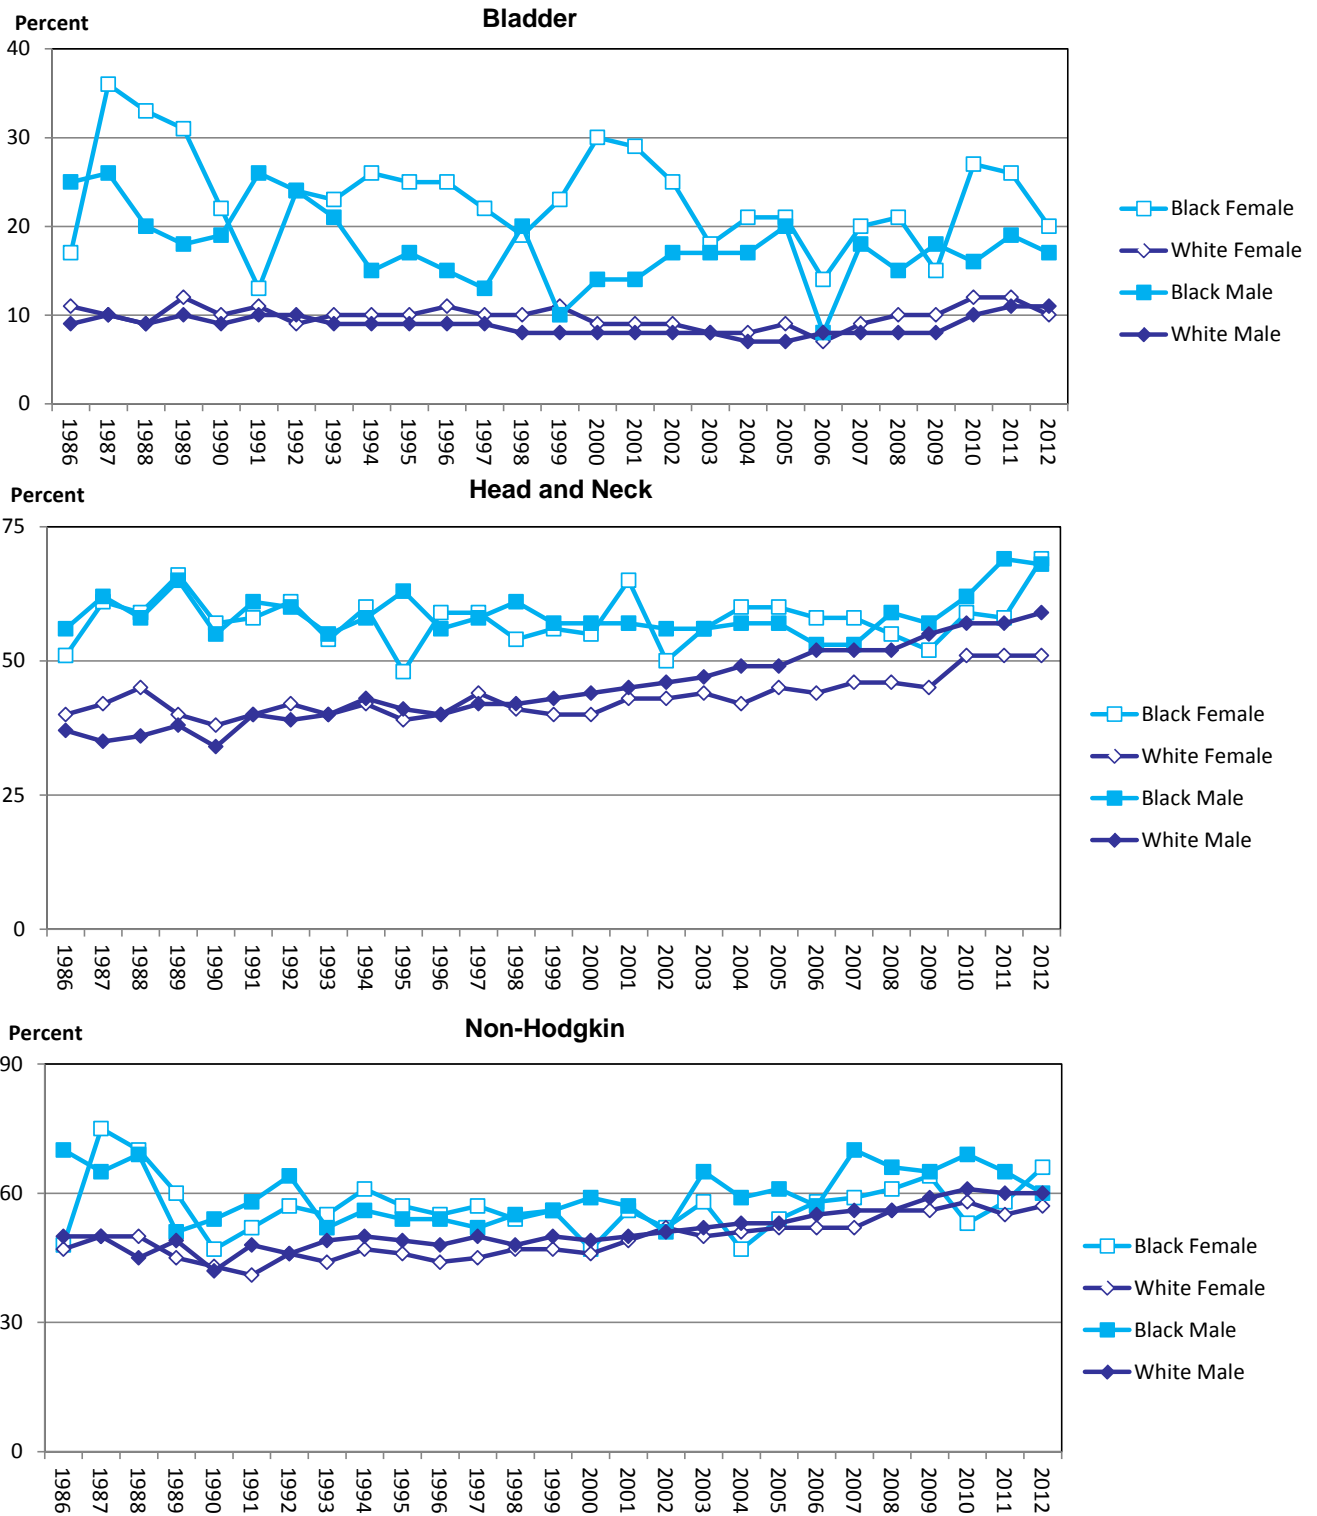 Bladder
Percent
40
30
20
10
0
1986 1987 1988 1989 1990 1991 1992 1993 1994 1995 1996 1997 1998 1999 2000 2001 2002 2003 2004 2005 2006 2007 2008 2009 2010 2011 2012
Black Female
White Female
Black Male
White Male
Head and Neck
Percent
75
50
25
0
1986 1987 1988 1989 1990 1991 1992 1993 1994 1995 1996 1997 1998 1999 2000 2001 2002 2003 2004 2005 2006 2007 2008 2009 2010 2011 2012
Black Female
White Female
Black Male
White Male
Non-Hodgkin
Percent
90
60
30
0
1986 1987 1988 1989 1990 1991 1992 1993 1994 1995 1996 1997 1998 1999 2000 2001 2002 2003 2004 2005 2006 2007 2008 2009 2010 2011 2012
Black Female
White Female
Black Male
White Male